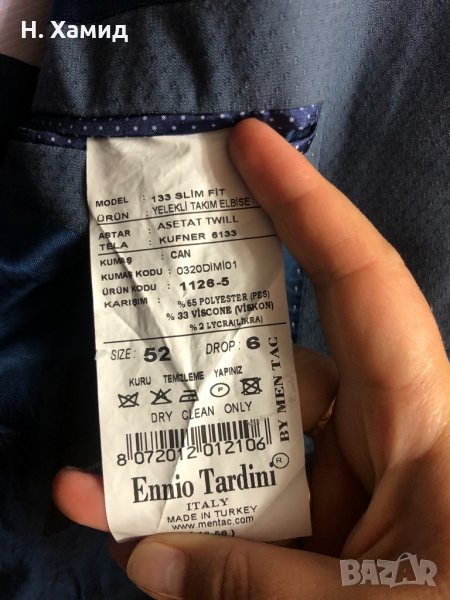 Н. Хамид
MODEL : 133 SLIM FIT
ÜRÜN : YELEKLİ TAKIM ELBİSE
ASTAR : ASETAT TWILL
TELA : KUFNER 6133
KUMAŞ : CAN
KUMAŞ KODU : 0320DİMİ01
ÜRÜN KODU : 1126-5
KARIŞIM : %65 POLYESTER (PES)
%33 VİSCONE (VİSKON)
%2 LYCRA(LİKRA)
SIZE: 52 DROP: 6
KURU TEMİZLEME YAPINIZ
P
DRY CLEAN ONLY
8 072012 012106
BY MEN TAC
Ennio Tardini ®
ITALY
MADE IN TURKEY
www.mentac.com
BAZAR